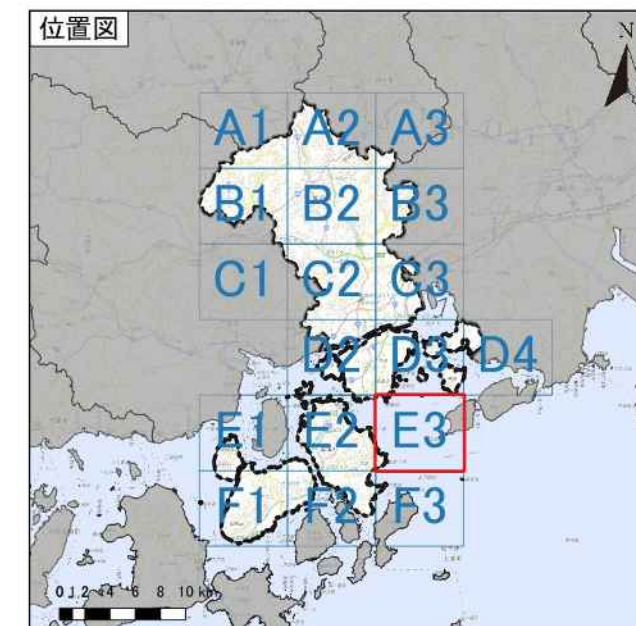 位置図
N
A1 A2 A3
B1 B2 B3
C1 C2 C3
D2 D3 D4
E1 E2 E3
F1 F2 F3
0 1 2 4 6 8 10 km